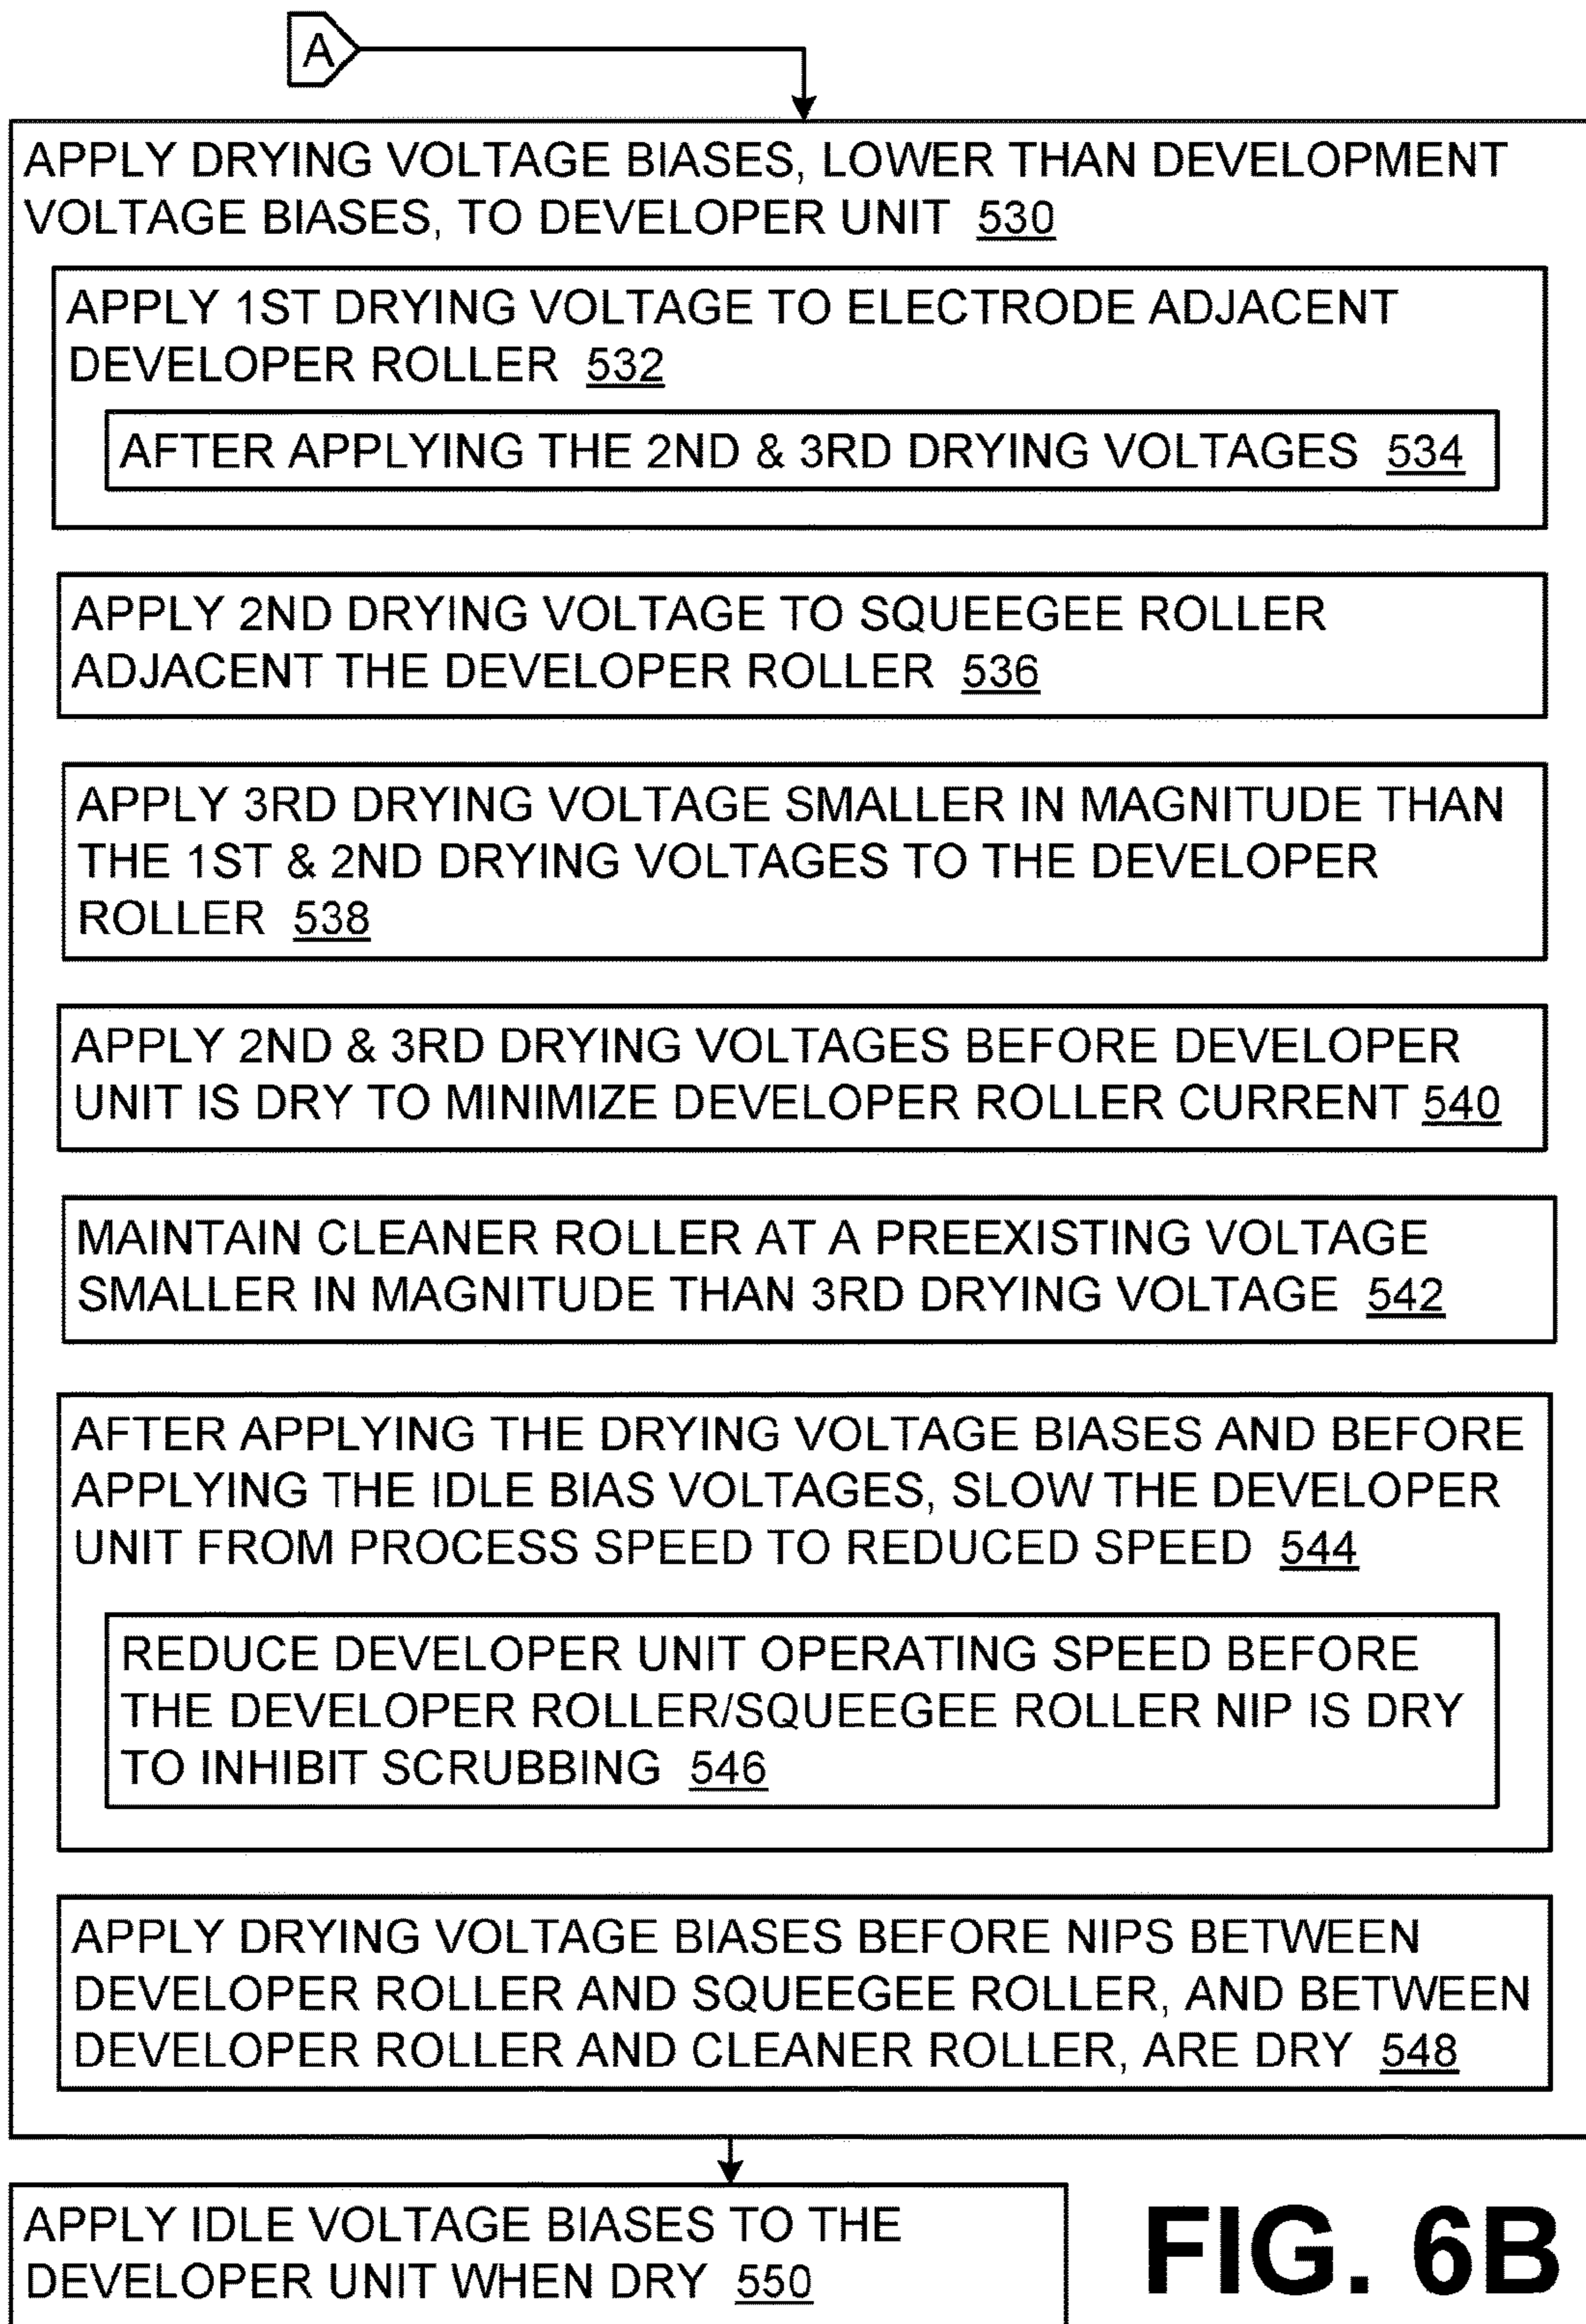 A
APPLY DRYING VOLTAGE BIASES, LOWER THAN DEVELOPMENT
VOLTAGE BIASES, TO DEVELOPER UNIT 530
APPLY 1ST DRYING VOLTAGE TO ELECTRODE ADJACENT
DEVELOPER ROLLER 532
AFTER APPLYING THE 2ND & 3RD DRYING VOLTAGES 534
APPLY 2ND DRYING VOLTAGE TO SQUEEGEE ROLLER
ADJACENT THE DEVELOPER ROLLER 536
APPLY 3RD DRYING VOLTAGE SMALLER IN MAGNITUDE THAN
THE 1ST & 2ND DRYING VOLTAGES TO THE DEVELOPER
ROLLER 538
APPLY 2ND & 3RD DRYING VOLTAGES BEFORE DEVELOPER
UNIT IS DRY TO MINIMIZE DEVELOPER ROLLER CURRENT 540
MAINTAIN CLEANER ROLLER AT A PREEXISTING VOLTAGE
SMALLER IN MAGNITUDE THAN 3RD DRYING VOLTAGE 542
AFTER APPLYING THE DRYING VOLTAGE BIASES AND BEFORE
APPLYING THE IDLE BIAS VOLTAGES, SLOW THE DEVELOPER
UNIT FROM PROCESS SPEED TO REDUCED SPEED 544
REDUCE DEVELOPER UNIT OPERATING SPEED BEFORE
THE DEVELOPER ROLLER/SQUEEGEE ROLLER NIP IS DRY
TO INHIBIT SCRUBBING 546
APPLY DRYING VOLTAGE BIASES BEFORE NIPS BETWEEN
DEVELOPER ROLLER AND SQUEEGEE ROLLER, AND BETWEEN
DEVELOPER ROLLER AND CLEANER ROLLER, ARE DRY 548
APPLY IDLE VOLTAGE BIASES TO THE
DEVELOPER UNIT WHEN DRY 550
FIG. 6B